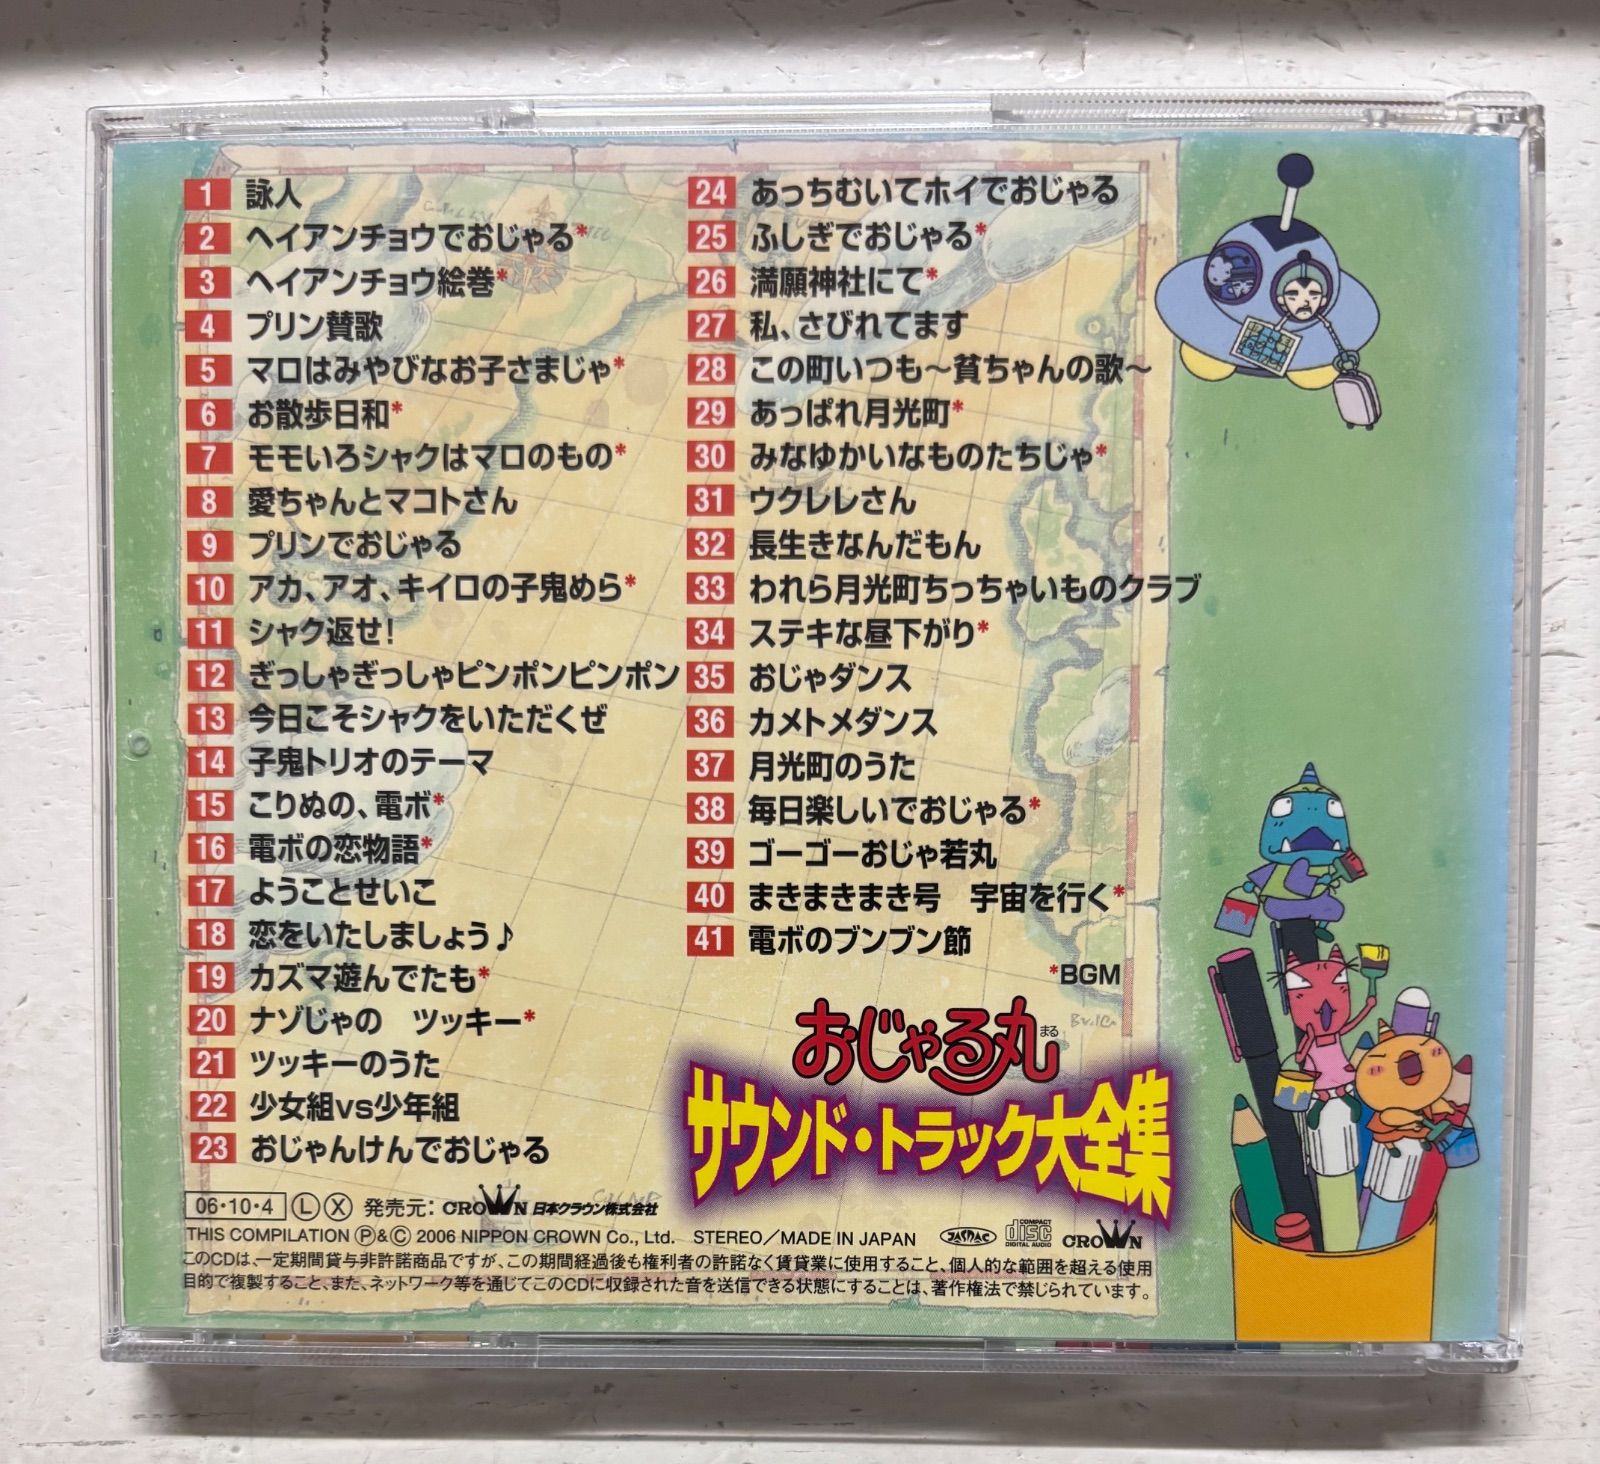 1 詠人
2 ヘイアンチョウでおじゃる*
3 ヘイアンチョウ絵巻*
4 プリン賛歌
5 マロはみやびなお子さまじゃ*
6 お散歩日和*
7 モモいろシャクはマロのもの*
8 愛ちゃんとマコトさん
9 プリンでおじゃる
10 アカ、アオ、キイロの子鬼めら*
11 シャク返せ!
12 ぎっしゃぎっしゃピンポンピンポン
13 今日こそシャクをいただくぜ
14 子鬼トリオのテーマ
15 こりぬの、電ボ*
16 電ボの恋物語*
17 ようことせいこ
18 恋をいたしましょう♪
19 カズマ遊んでたも*
20 ナゾじゃの ツッキー*
21 ツッキーのうた
22 少女組vs少年組
23 おじゃんけんでおじゃる
24 あっちむいてホイでおじゃる
25 ふしぎでおじゃる*
26 満願神社にて*
27 私、さびれてます
28 この町いつも〜貧ちゃんの歌〜
29 あっぱれ月光町*
30 みなゆかいなものたちじゃ*
31 ウクレレさん
32 長生きなんだもん
33 われら月光町ちっちゃいものクラブ
34 ステキな昼下がり*
35 おじゃダンス
36 カメトメダンス
37 月光町のうた
38 毎日楽しいでおじゃる*
39 ゴーゴーおじゃ若丸
40 まきまきまき号 宇宙を行く*
41 電ボのブンブン節
*BGM
おじゃる丸
まる
サウンド・トラック大全集
06・10・4 Ⓛ Ⓧ 発売元:CROWN 日本クラウン株式会社
THIS COMPILATION Ⓟ&Ⓒ 2006 NIPPON CROWN Co., Ltd. STEREO/MADE IN JAPAN JASRAC COMPACT disc DIGITAL AUDIO CROWN
このCDは、一定期間貸与非許諾商品ですが、この期間経過後も権利者の許諾なく賃貸業に使用すること、個人的な範囲を超える使用
目的で複製すること、また、ネットワーク等を通じてこのCDに収録された音を送信できる状態にすることは、著作権法で禁じられています。